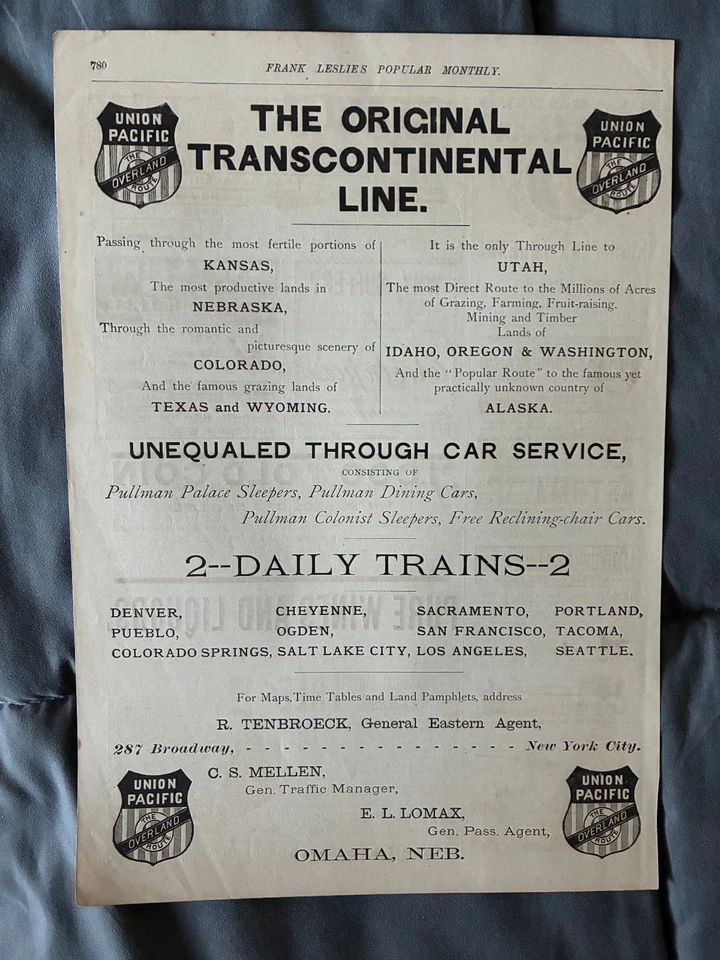 780
FRANK LESLIE'S POPULAR MONTHLY.
UNION
PACIFIC
THE
OVERLAND
ROUTE
THE ORIGINAL
TRANSCONTINENTAL
LINE.
UNION
PACIFIC
THE
OVERLAND
ROUTE
Passing through the most fertile portions of
KANSAS,
The most productive lands in
NEBRASKA,
Through the romantic and
picturesque scenery of
COLORADO,
And the famous grazing lands of
TEXAS and WYOMING.
It is the only Through Line to
UTAH,
The most Direct Route to the Millions of Acres
of Grazing, Farming, Fruit-raising,
Mining and Timber
Lands of
IDAHO, OREGON & WASHINGTON,
And the "Popular Route" to the famous yet
practically unknown country of
ALASKA.
UNEQUALED THROUGH CAR SERVICE,
CONSISTING OF
Pullman Palace Sleepers, Pullman Dining Cars,
Pullman Colonist Sleepers, Free Reclining-chair Cars.
2--DAILY TRAINS--2
DENVER, CHEYENNE, SACRAMENTO, PORTLAND,
PUEBLO, OGDEN, SAN FRANCISCO, TACOMA,
COLORADO SPRINGS, SALT LAKE CITY, LOS ANGELES, SEATTLE.
For Maps, Time Tables and Land Pamphlets, address
R. TENBROECK, General Eastern Agent,
287 Broadway, - - - - - - - - - - - - - - - - New York City.
UNION
PACIFIC
THE
OVERLAND
ROUTE
C. S. MELLEN,
Gen. Traffic Manager,
E. L. LOMAX,
Gen. Pass. Agent,
OMAHA, NEB.
UNION
PACIFIC
THE
OVERLAND
ROUTE